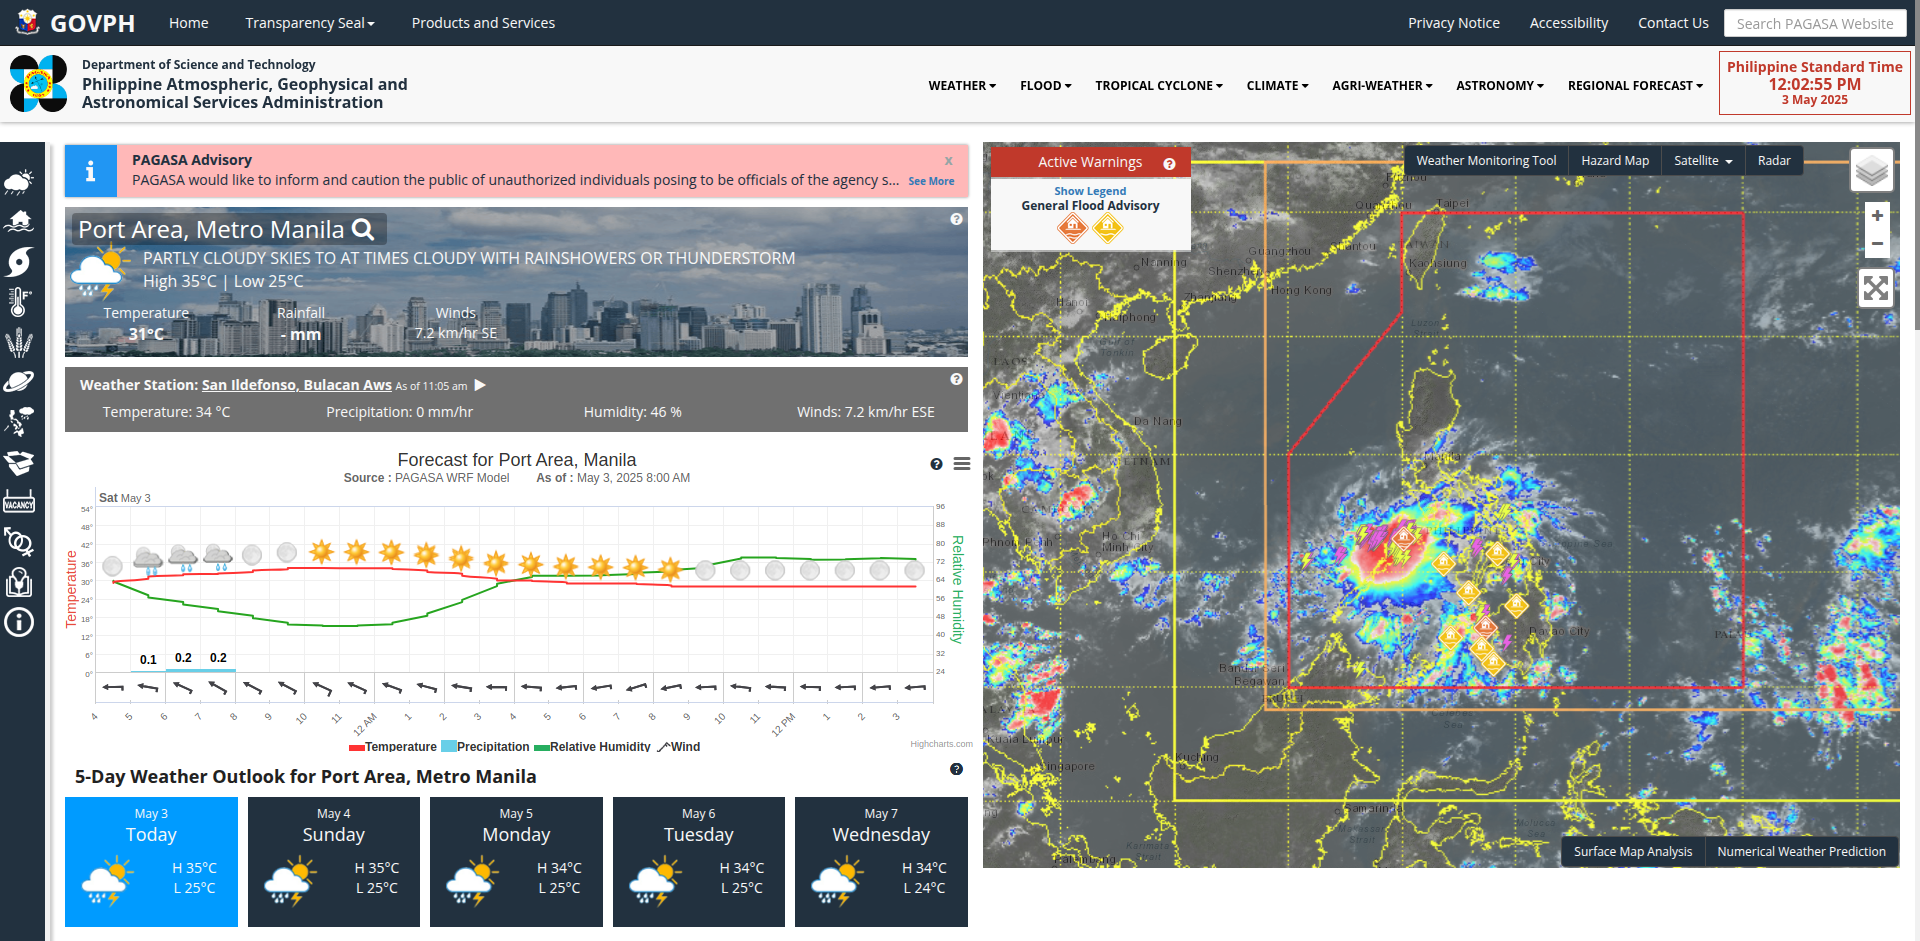 GOVPH
Home
Transparency Seal
Products and Services
Privacy Notice
Accessibility
Contact Us
Search PAGASA Website
Department of Science and Technology
Philippine Atmospheric, Geophysical and
Astronomical Services Administration
WEATHER
FLOOD
TROPICAL CYCLONE
CLIMATE
AGRI-WEATHER
ASTRONOMY
REGIONAL FORECAST
Philippine Standard Time
12:02:55 PM
3 May 2025
VACANCY
PAGASA Advisory
x
PAGASA would like to inform and caution the public of unauthorized individuals posing to be officials of the agency s...
See More
Port Area, Metro Manila
PARTLY CLOUDY SKIES TO AT TIMES CLOUDY WITH RAINSHOWERS OR THUNDERSTORM
High 35°C | Low 25°C
Temperature
Rainfall
Winds
31°C
- mm
7.2 km/hr SE
Weather Station: San Ildefonso, Bulacan Aws As of 11:05 am
Temperature: 34 °C
Precipitation: 0 mm/hr
Humidity: 46 %
Winds: 7.2 km/hr ESE
Forecast for Port Area, Manila
Source : PAGASA WRF Model
As of : May 3, 2025 8:00 AM
Sat May 3
54°
48°
42°
36°
30°
24°
18°
12°
6°
0°
Temperature
96
88
80
72
64
56
48
40
32
24
Relative Humidity
0.1
0.2
0.2
4
5
6
7
8
9
10
11
12 AM
1
2
3
4
5
6
7
8
9
10
11
12 PM
1
2
3
Temperature
Precipitation
Relative Humidity
Wind
Highcharts.com
5-Day Weather Outlook for Port Area, Metro Manila
May 3
Today
H 35°C
L 25°C
May 4
Sunday
H 35°C
L 25°C
May 5
Monday
H 34°C
L 25°C
May 6
Tuesday
H 34°C
L 25°C
May 7
Wednesday
H 34°C
L 24°C
Active Warnings
Show Legend
General Flood Advisory
Weather Monitoring Tool
Hazard Map
Satellite
Radar
+
−
Taipei
Guangzhou
Nanning
Shenzhen
Kaohsiung
Hong Kong
Hanoi
Da Nang
VIETNAM
Ho Chi
Minh City
Davao City
Bandar Seri
Begawan
Kuala Lumpur
Kuching
Singapore
Samarinda
Karimata
Strait
Surface Map Analysis
Numerical Weather Prediction